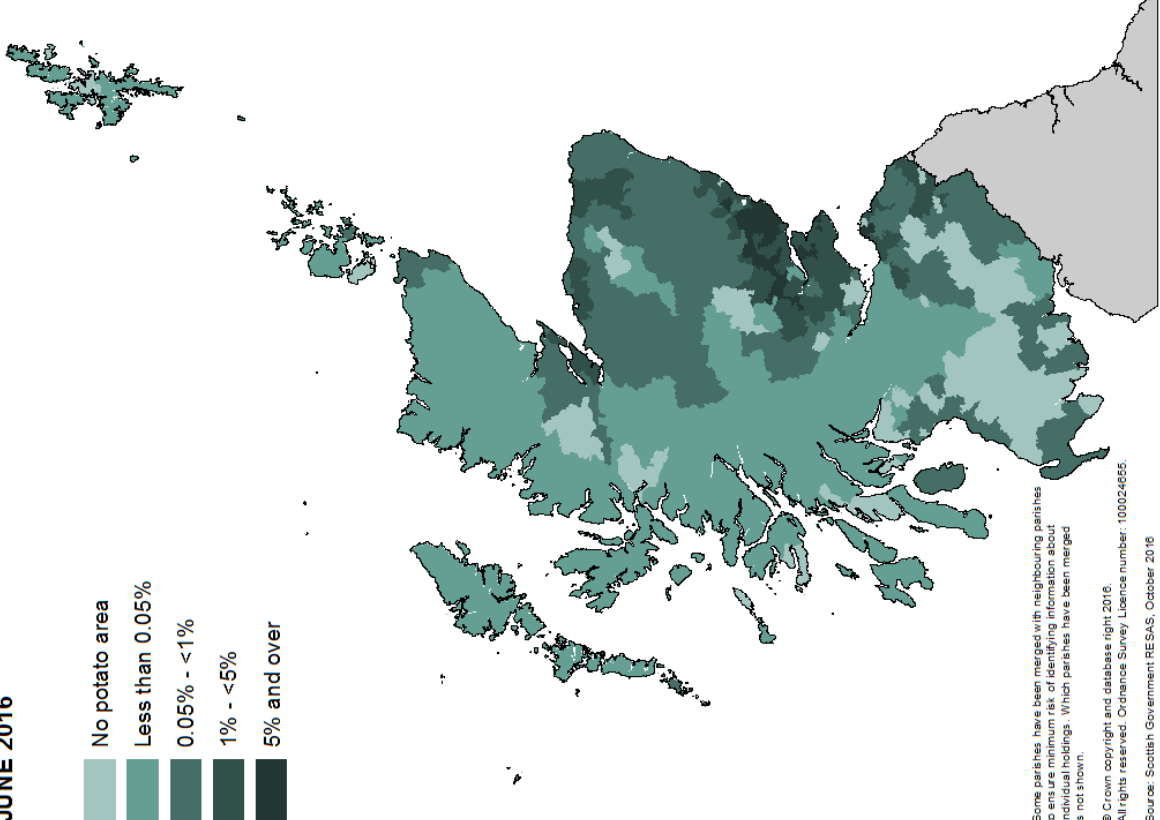 JUNE 2016
No potato area
Less than 0.05%
0.05% - <1%
1% - <5%
5% and over
Some parishes have been merged with neighbouring parishes
o ensure minimum risk of identifying information about
ndividual holdings. Which parishes have been merged
s not shown.
© Crown copyright and database right 2016.
All rights reserved. Ordnance Survey Licence number: 100024655.
Source: Scottish Government RESAS, October 2016